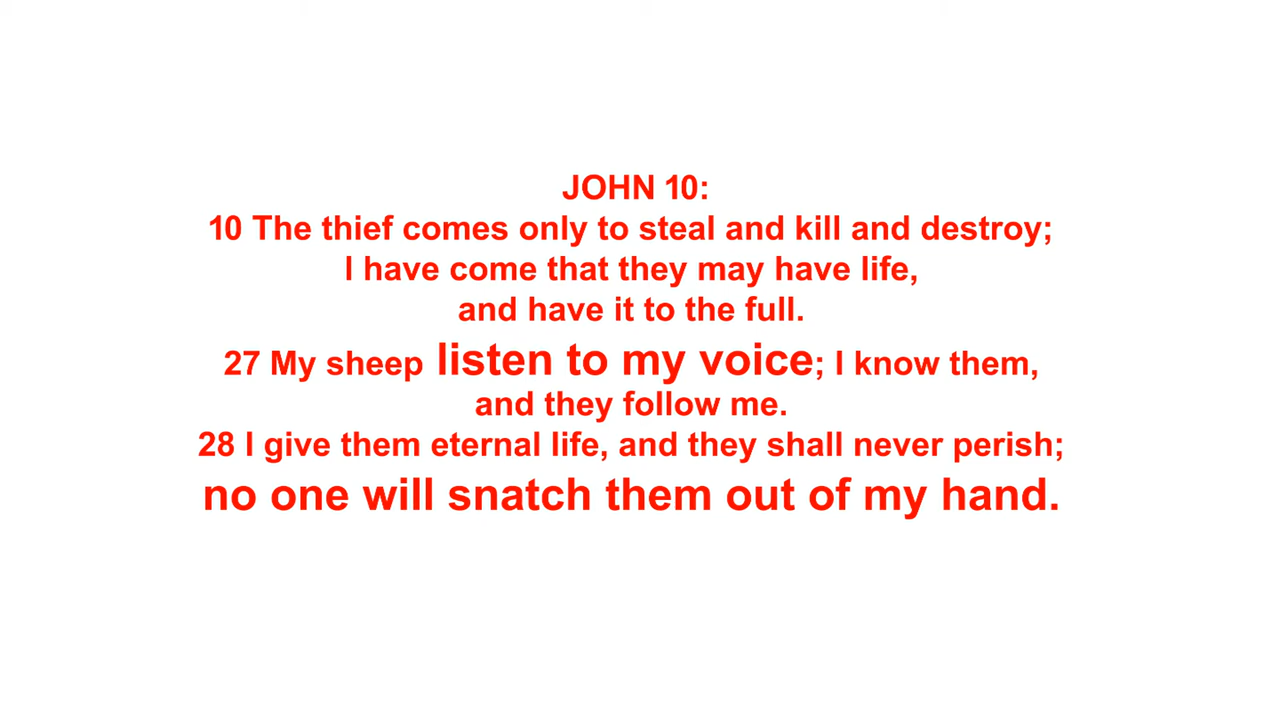 JOHN 10:
10 The thief comes only to steal and kill and destroy;
I have come that they may have life,
and have it to the full.
27 My sheep listen to my voice; I know them,
and they follow me.
28 I give them eternal life, and they shall never perish;
no one will snatch them out of my hand.